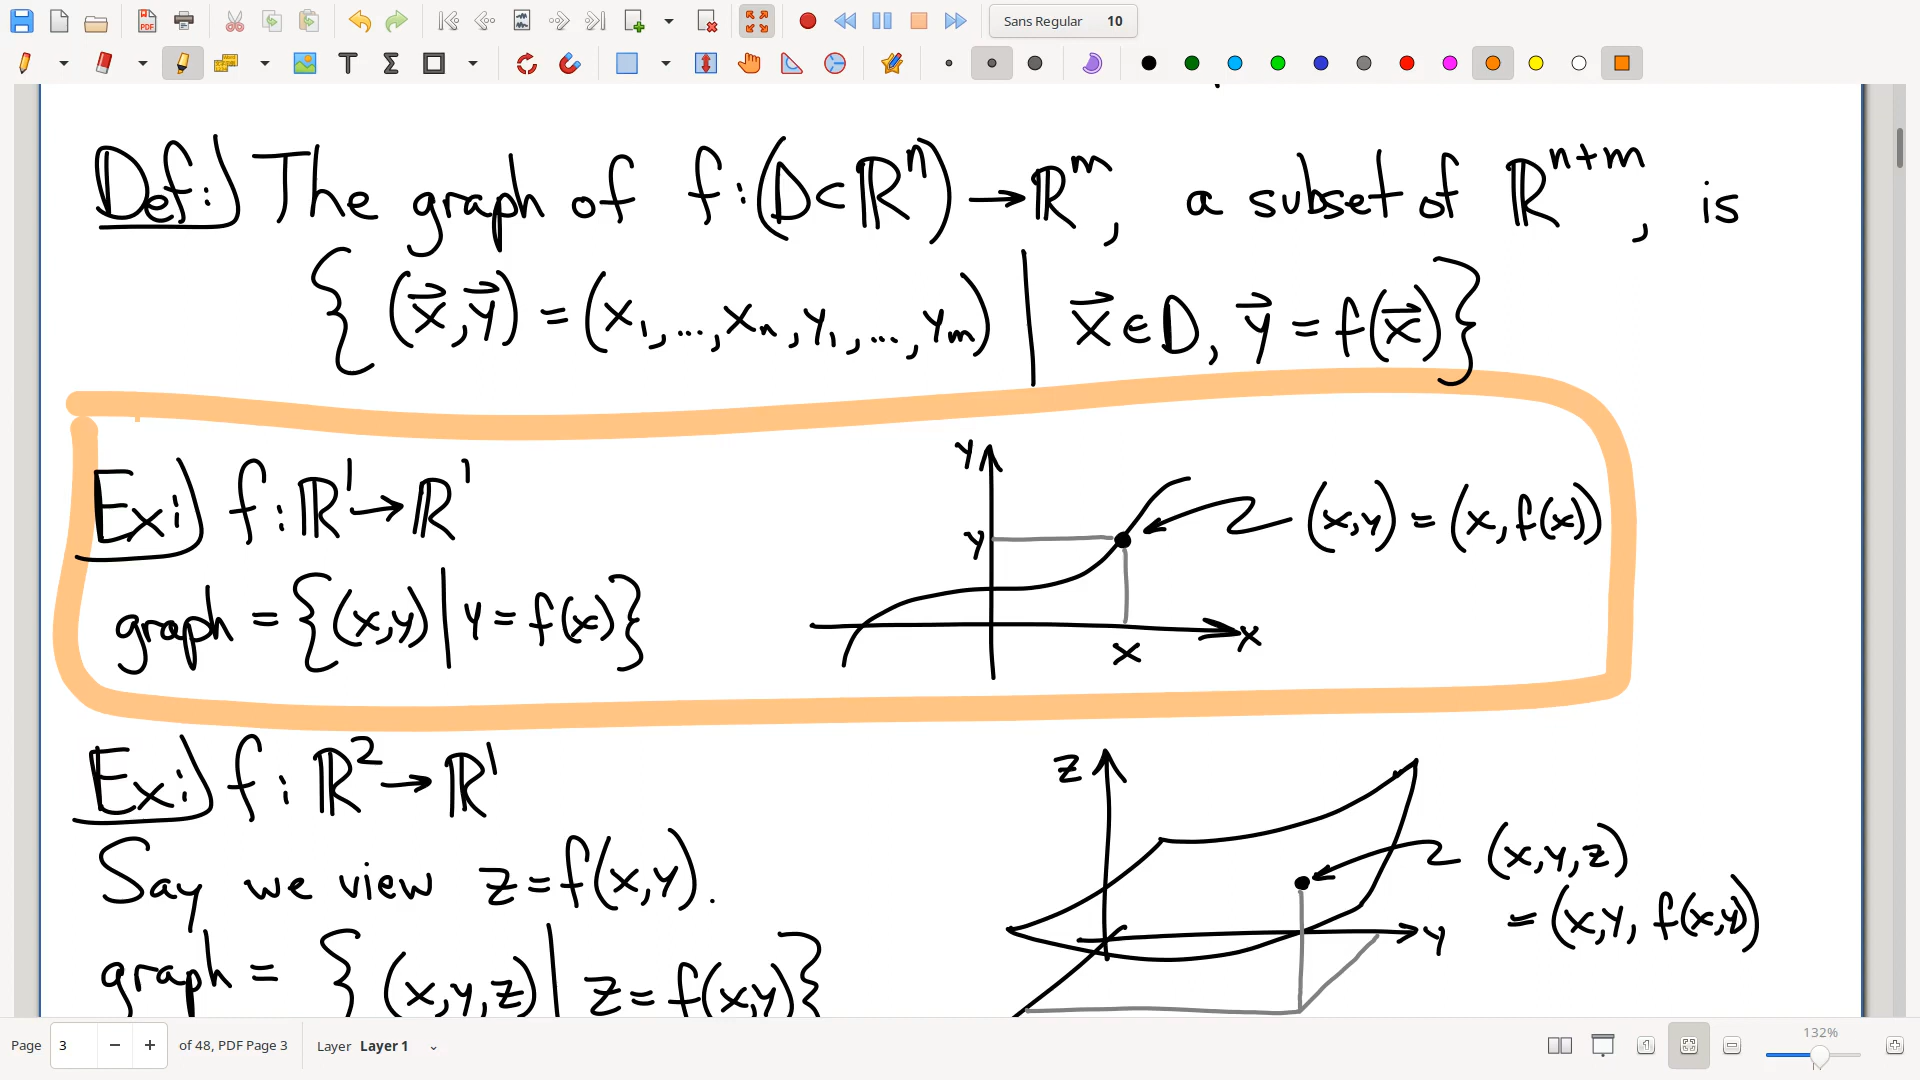 Sans Regular 10
Def: The graph of f:(D⊂ℝⁿ)→ℝᵐ, a subset of ℝⁿ⁺ᵐ, is
{ (x⃗,y⃗) = (x₁,...,xₙ,y₁,...,yₘ) | x⃗∈D, y⃗ = f(x⃗) }
Ex: f:ℝ¹→ℝ¹
y
y
(x,y) = (x,f(x))
graph = {(x,y) | y = f(x)}
x
x
Ex: f:ℝ²→ℝ¹
z
Say we view z=f(x,y).
(x,y,z)
= (x,y, f(x,y))
y
graph = { (x,y,z) | z = f(x,y) }
Page 3 of 48, PDF Page 3 Layer Layer 1 132%